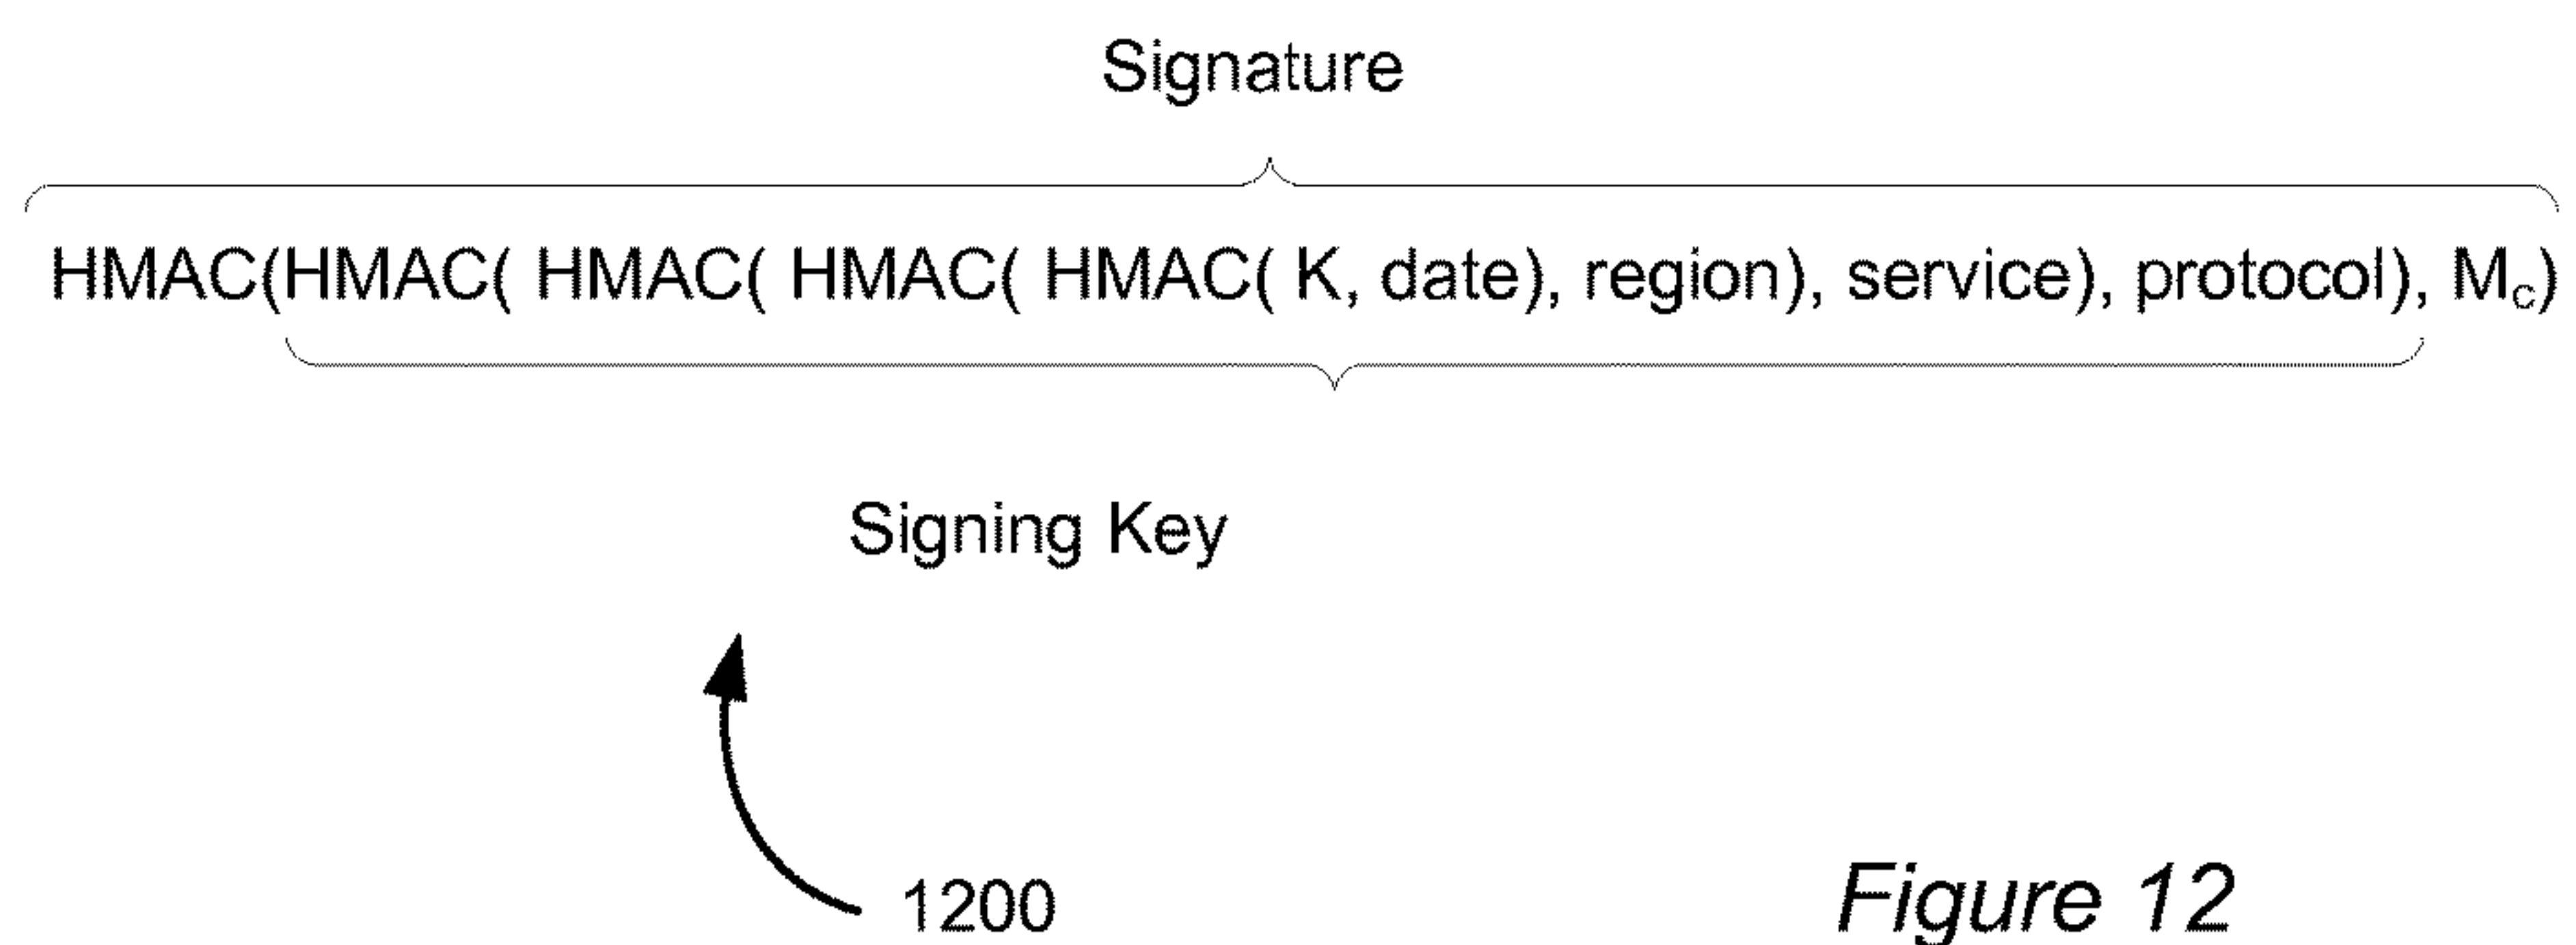 Signature
HMAC(HMAC( HMAC( HMAC( HMAC( K, date), region), service), protocol), Mc)
Signing Key
1200
Figure 12